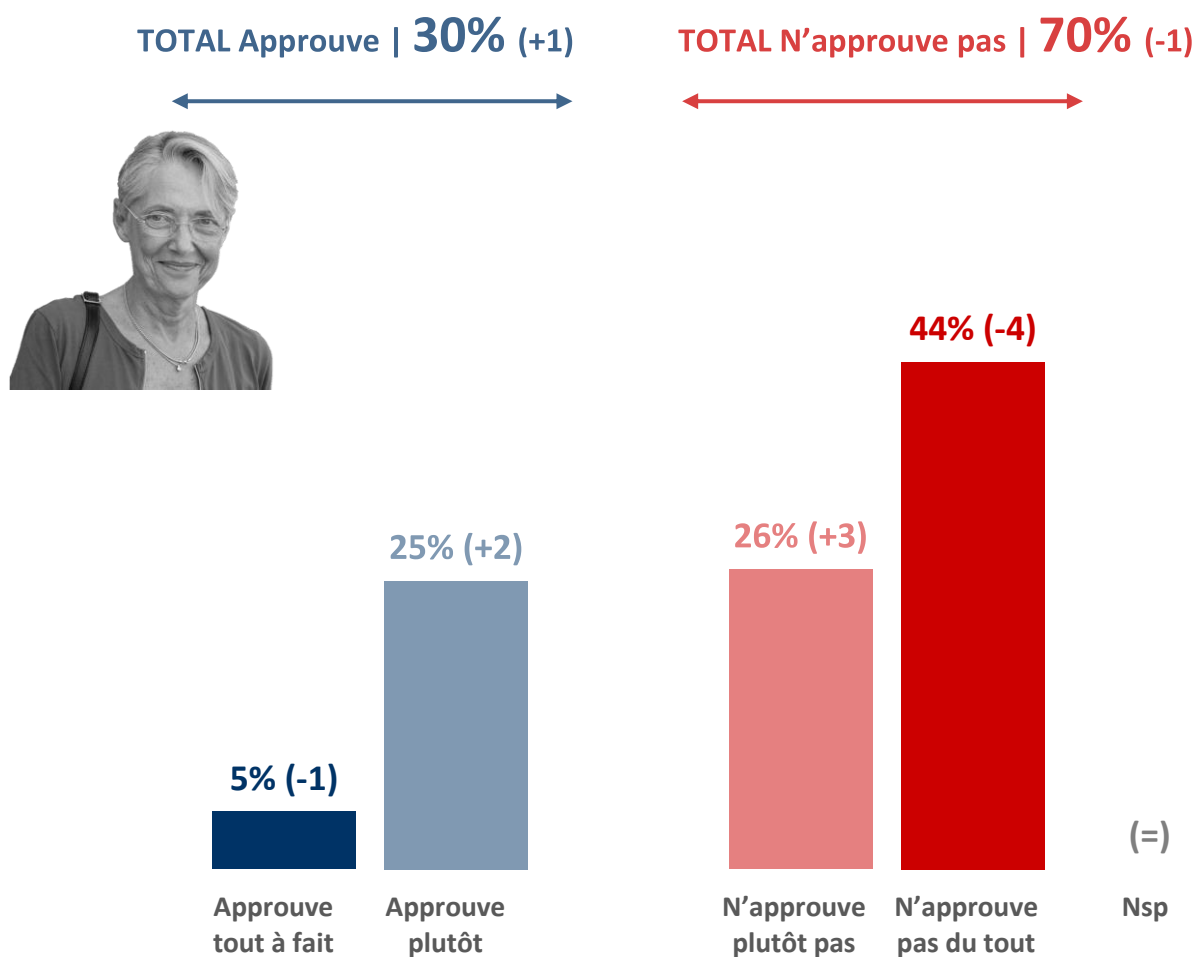 TOTAL Approuve | 30% (+1)
TOTAL N’approuve pas | 70% (-1)
44% (-4)
25% (+2)
26% (+3)
5% (-1)
(=)
Approuve
tout à fait
Approuve
plutôt
N’approuve
plutôt pas
N’approuve
pas du tout
Nsp